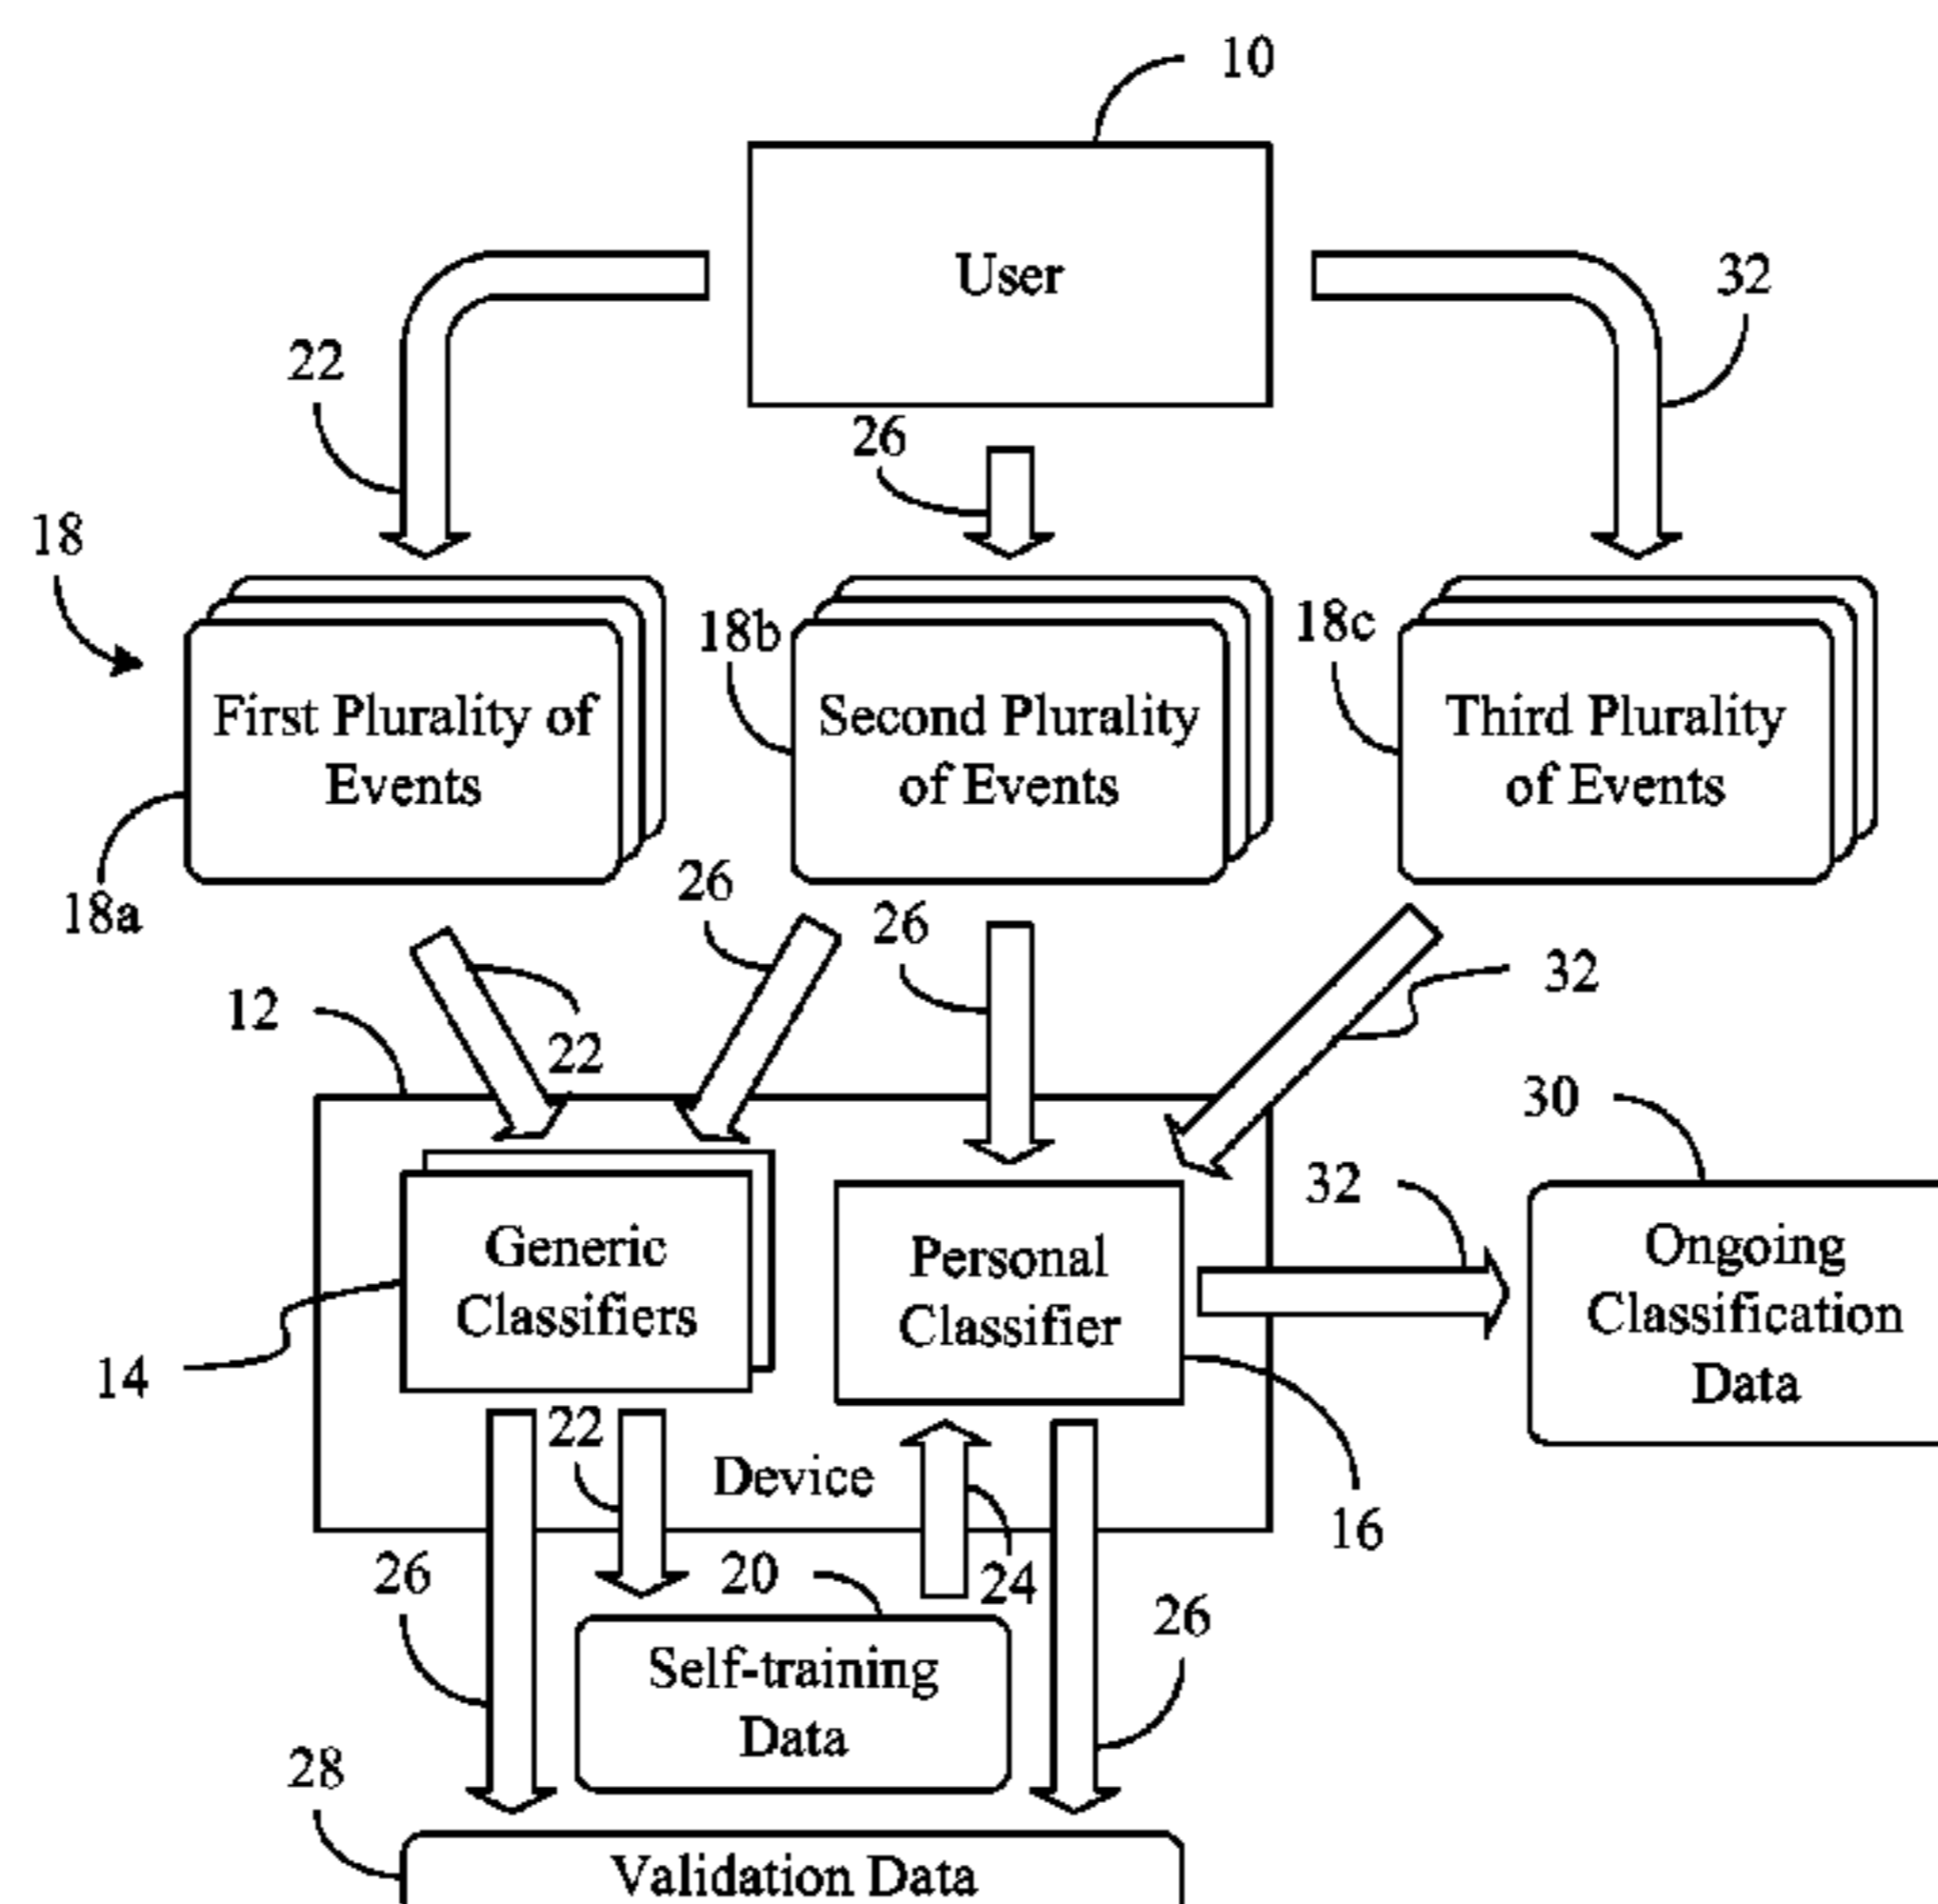 10
User
32
22
26
18
18b
18c
First Plurality of
Events
Second Plurality
of Events
Third Plurality
of Events
18a
26
26
32
12
22
30
32
Generic
Classifiers
Personal
Classifier
Ongoing
Classification
Data
14
22
Device
16
26
20
24
26
Self-training
Data
28
Validation Data